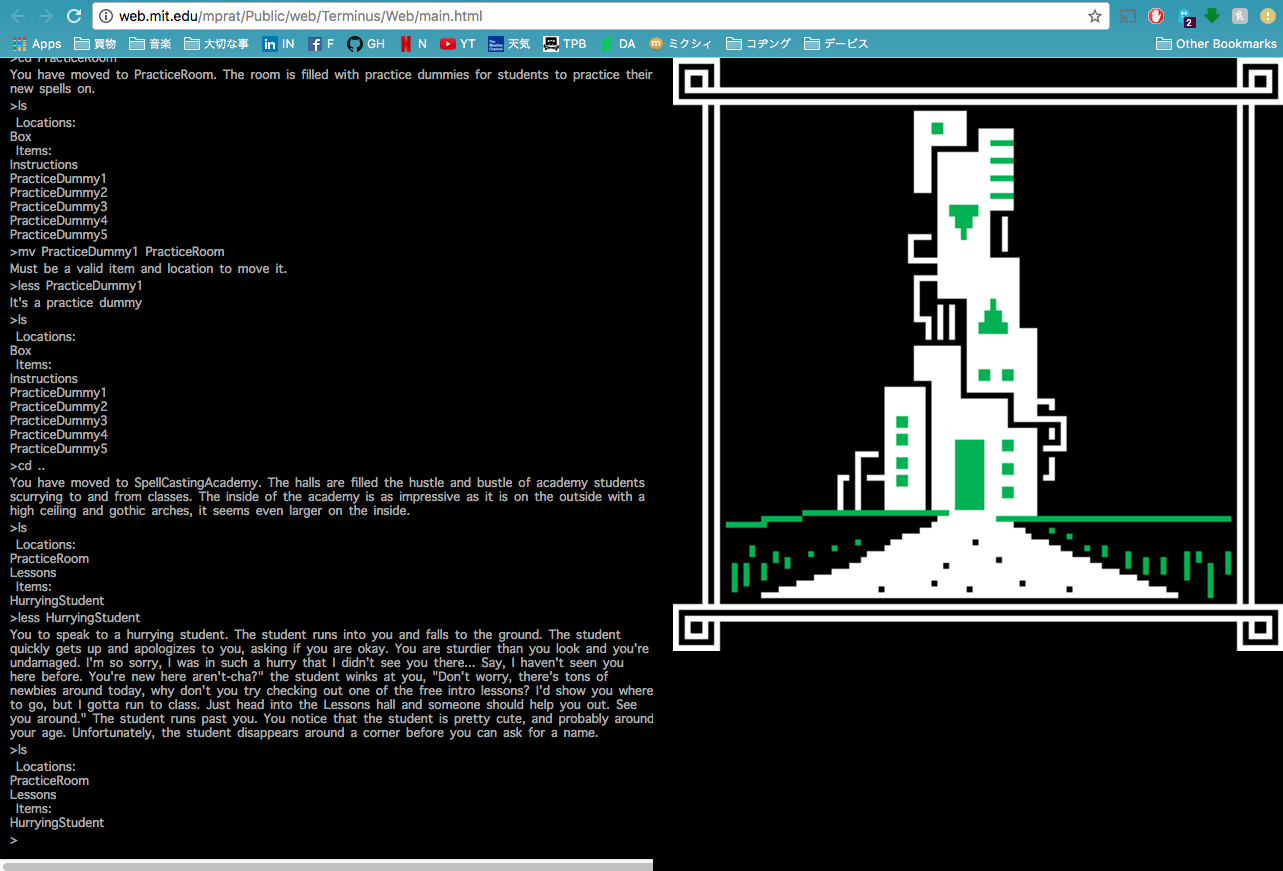 web.mit.edu/mprat/Public/web/Terminus/Web/main.html
2
Apps 買物 音楽 大切な事 in IN f F GH N N YT The Weather Channel 天気 TPB DA m ミクシィ コヂング デービス Other Bookmarks
>cd PracticeRoom
You have moved to PracticeRoom. The room is filled with practice dummies for students to practice their
new spells on.
>ls
Locations:
Box
Items:
Instructions
PracticeDummy1
PracticeDummy2
PracticeDummy3
PracticeDummy4
PracticeDummy5
>mv PracticeDummy1 PracticeRoom
Must be a valid item and location to move it.
>less PracticeDummy1
It's a practice dummy
>ls
Locations:
Box
Items:
Instructions
PracticeDummy1
PracticeDummy2
PracticeDummy3
PracticeDummy4
PracticeDummy5
>cd ..
You have moved to SpellCastingAcademy. The halls are filled the hustle and bustle of academy students
scurrying to and from classes. The inside of the academy is as impressive as it is on the outside with a
high ceiling and gothic arches, it seems even larger on the inside.
>ls
Locations:
PracticeRoom
Lessons
Items:
HurryingStudent
>less HurryingStudent
You to speak to a hurrying student. The student runs into you and falls to the ground. The student
quickly gets up and apologizes to you, asking if you are okay. You are sturdier than you look and you're
undamaged. I'm so sorry, I was in such a hurry that I didn't see you there... Say, I haven't seen you
here before. You're new here aren't-cha?" the student winks at you, "Don't worry, there's tons of
newbies around today, why don't you try checking out one of the free intro lessons? I'd show you where
to go, but I gotta run to class. Just head into the Lessons hall and someone should help you out. See
you around." The student runs past you. You notice that the student is pretty cute, and probably around
your age. Unfortunately, the student disappears around a corner before you can ask for a name.
>ls
Locations:
PracticeRoom
Lessons
Items:
HurryingStudent
>